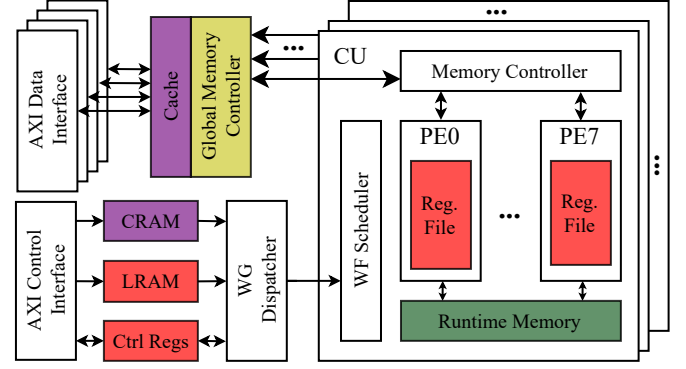 AXI Data
Interface
Cache
Global Memory
Controller
...
...
CU
Memory Controller
PE0
Reg.
File
...
PE7
Reg.
File
...
WF Scheduler
Runtime Memory
AXI Control
Interface
CRAM
LRAM
Ctrl Regs
WG
Dispatcher